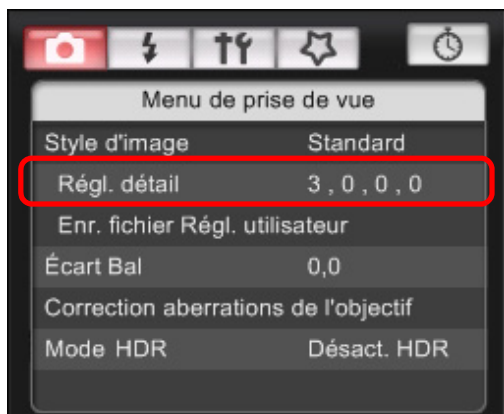 Menu de prise de vue
Style d'image Standard
Régl. détail 3 , 0 , 0 , 0
Enr. fichier Régl. utilisateur
Écart Bal 0,0
Correction aberrations de l'objectif
Mode HDR Désact. HDR